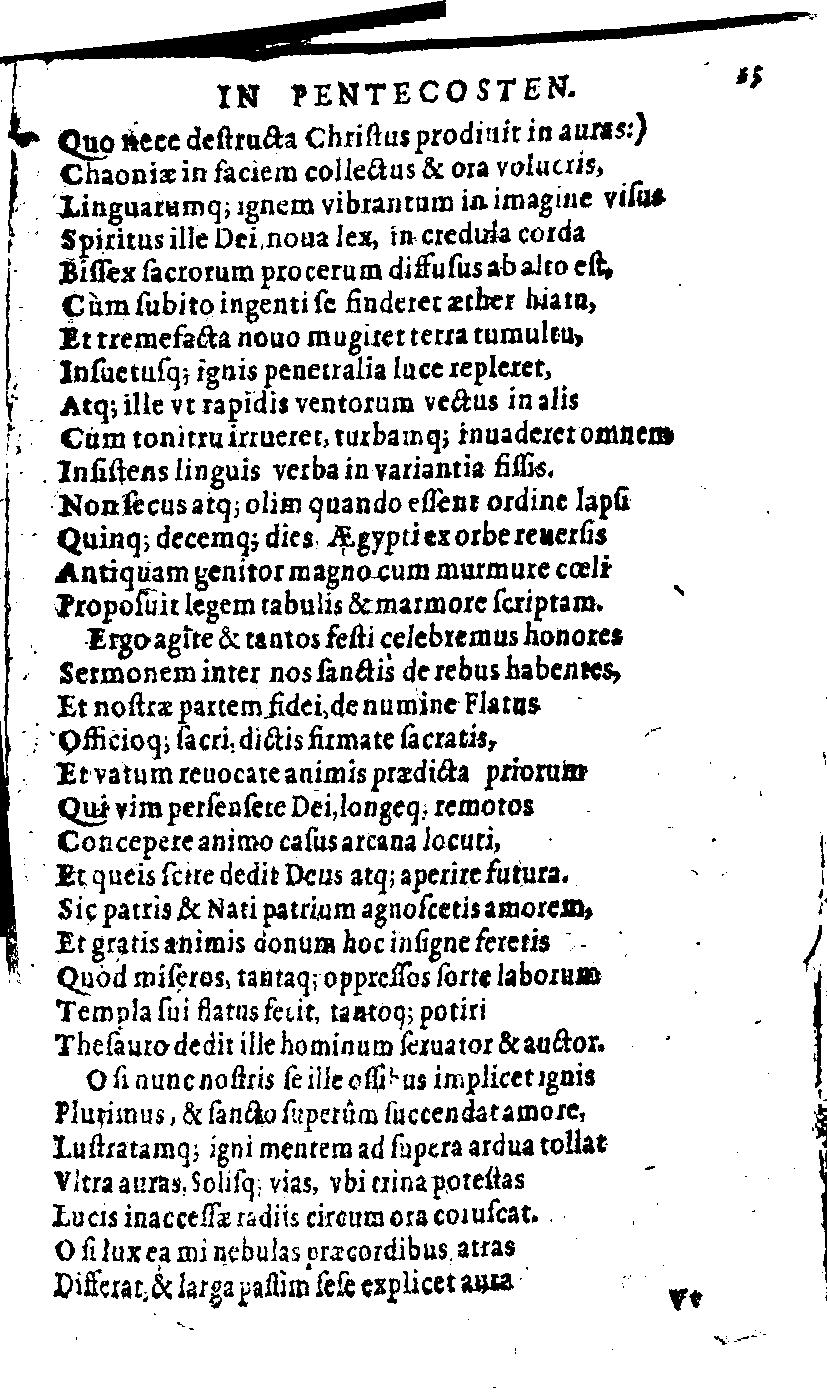 IN PENTECOSTEN. 25
Quo nece destructa Christus prodiuit in auras:)
Chaoniæ in faciem collectus & ora volucris,
Linguarumq; ignem vibrantum in imagine visus
Spiritus ille Dei, noua lex, in credula corda
Bissex sacrorum procerum diffusus ab alto est,
Cùm subito ingenti se finderet æther hiatu,
Et tremefacta nouo mugiret terra tumultu,
Insuetusq; ignis penetralia luce repleret,
Atq; ille vt rapidis ventorum vectus in alis
Cùm tonitru irrueret, turbamq; inuaderet omnem
Insistens linguis verba in variantia fissis.
Non secus atq; olim quando essent ordine lapsi
Quinq; decemq; dies Ægypti ex orbe reuersis
Antiquam genitor magno cum murmure cœli
Proposuit legem tabulis & marmore scriptam.
Ergo agite & tantos festi celebremus honores
Sermonem inter nos sanctis de rebus habentes,
Et nostræ partem fidei, de numine Flatus
Officioq; sacri, dictis firmate sacratis,
Et vatum reuocate animis prædicta priorum
Qui vim persensere Dei, longeq; remotos
Concepere animo casus arcana locuti,
Et queis scire dedit Deus atq; aperire futura.
Sic patris & Nati patrium agnoscetis amorem,
Et gratis animis donum hoc insigne feretis
Quòd miseros, tantaq; oppressos sorte laborum
Templa sui flatus fecit, tantoq; potiri
Thesauro dedit ille hominum seruator & auctor.
O si nunc nostris se ille ossibus implicet ignis
Plurimus, & sancto superûm succendat amore,
Lustratamq; igni mentem ad supera ardua tollat
Vltra auras, Solisq; vias, vbi trina potestas
Lucis inaccessæ radiis circum ora coruscat.
O si lux ea mi nebulas præcordibus atras
Differat, & larga passim sese explicet aura
Vt